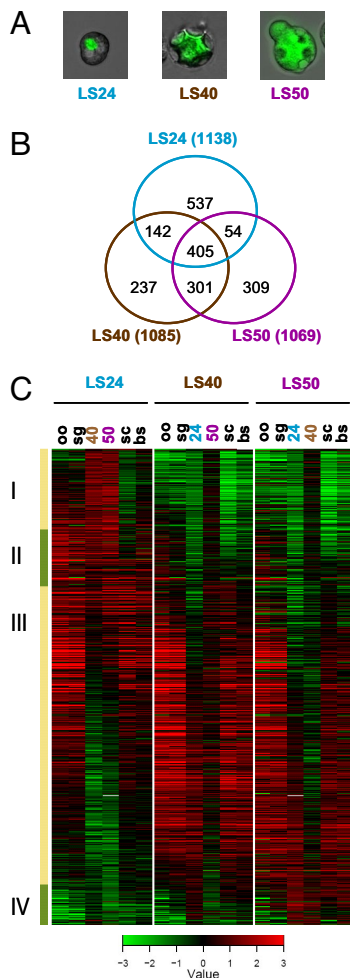 A
LS24 LS40 LS50
B
LS24 (1138)
537
142 54
405
237 301 309
LS40 (1085) LS50 (1069)
C
LS24 LS40 LS50
oo sg 40 50 sc bs oo sg 24 50 sc bs oo sg 24 40 sc bs
I
II
III
IV
−3 −2 −1 0 1 2 3
Value